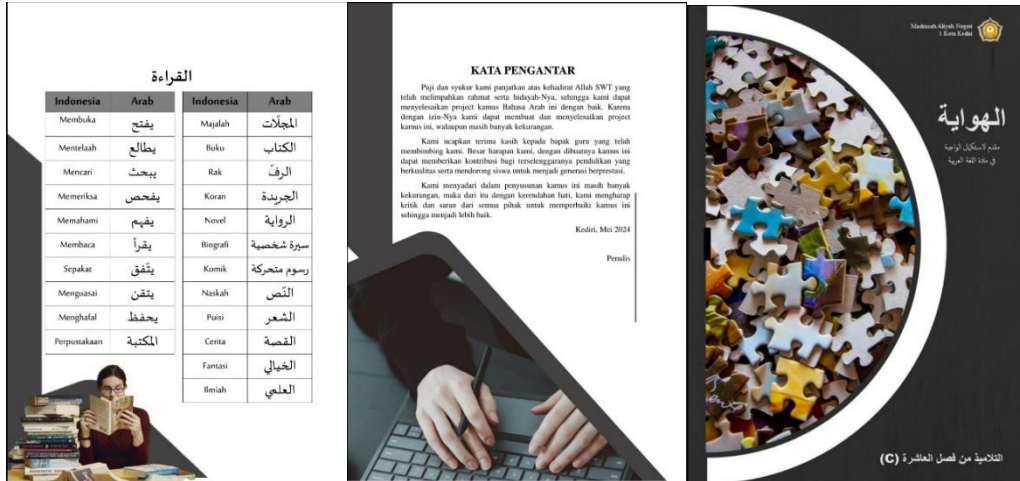 القراءة
Indonesia Arab
Membuka يفتح
Mentelaah يطالع
Mencari يبحث
Memeriksa يفحص
Memahami يفهم
Membaca يقرأ
Sepakat يتّفق
Menguasai يتقن
Menghafal يحفظ
Perpustakaan المكتبة
Indonesia Arab
Majalah المجلّات
Buku الكتاب
Rak الرفّ
Koran الجريدة
Novel الرواية
Biografi سيرة شخصية
Komik رسوم متحركة
Naskah النّص
Puisi الشعر
Cerita القصة
Fantasi الخيالي
Ilmiah العلمي
KATA PENGANTAR
Puji dan syukur kami panjatkan atas kehadirat Allah SWT yang
telah melimpahkan rahmat serta hidayah-Nya, sehingga kami dapat
menyelesaikan project kamus Bahasa Arab ini dengan baik. Karena
dengan izin-Nya kami dapat membuat dan menyelesaikan project
kamus ini, walaupun masih banyak kekurangan.
Kami ucapkan terima kasih kepada bapak guru yang telah
membimbing kami. Besar harapan kami, dengan dibuatnya kamus ini
dapat memberikan kontribusi bagi terselenggaranya pendidikan yang
berkualitas serta mendorong siswa untuk menjadi generasi berprestasi.
Kami menyadari dalam penyusunan kamus ini masih banyak
kekurangan, maka dari itu dengan kerendahan hati, kami mengharap
kritik dan saran dari semua pihak untuk memperbaiki kamus ini
sehingga menjadi lebih baik.
Kediri, Mei 2024
Penulis
Madrasah Aliyah Negeri
1 Kota Kediri
الهواية
مقدم لاستكمال الواجبة
في مادة اللغة العربية
التلاميذ من فصل العاشرة (C)